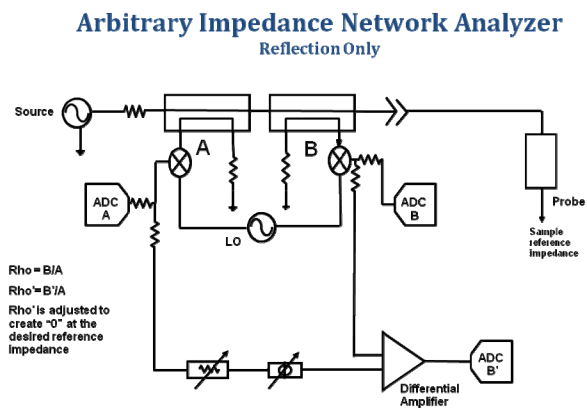 Arbitrary Impedance Network Analyzer
Reflection Only
Source
A
B
ADC
A
ADC
B
LO
Probe
Sample
reference
impedance
Rho = B/A
Rho'= B'/A
Rho' is adjusted to
create "0" at the
desired reference
impedance
Differential
Amplifier
ADC
B'